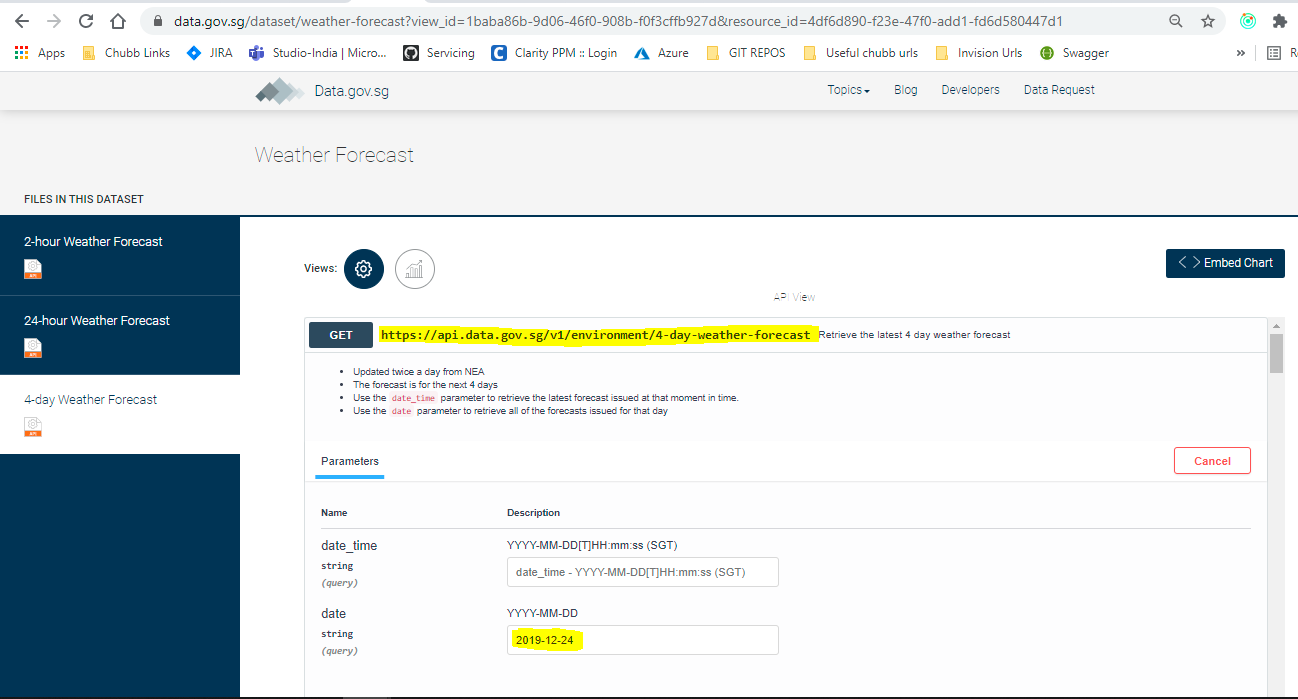 data.gov.sg/dataset/weather-forecast?view_id=1baba86b-9d06-46f0-908b-f0f3cffb927d&resource_id=4df6d890-f23e-47f0-add1-fd6d580447d1
Apps Chubb Links JIRA Studio-India | Micro... Servicing Clarity PPM :: Login Azure GIT REPOS Useful chubb urls Invision Urls Swagger » R
Data.gov.sg Topics Blog Developers Data Request
Weather Forecast
FILES IN THIS DATASET
2-hour Weather Forecast
API
24-hour Weather Forecast
API
4-day Weather Forecast
API
Views:
< > Embed Chart
API View
GET https://api.data.gov.sg/v1/environment/4-day-weather-forecast Retrieve the latest 4 day weather forecast
• Updated twice a day from NEA
• The forecast is for the next 4 days
• Use the date_time parameter to retrieve the latest forecast issued at that moment in time.
• Use the date parameter to retrieve all of the forecasts issued for that day
Parameters Cancel
Name Description
date_time YYYY-MM-DD[T]HH:mm:ss (SGT)
string date_time - YYYY-MM-DD[T]HH:mm:ss (SGT)
(query)
date YYYY-MM-DD
string 2019-12-24
(query)